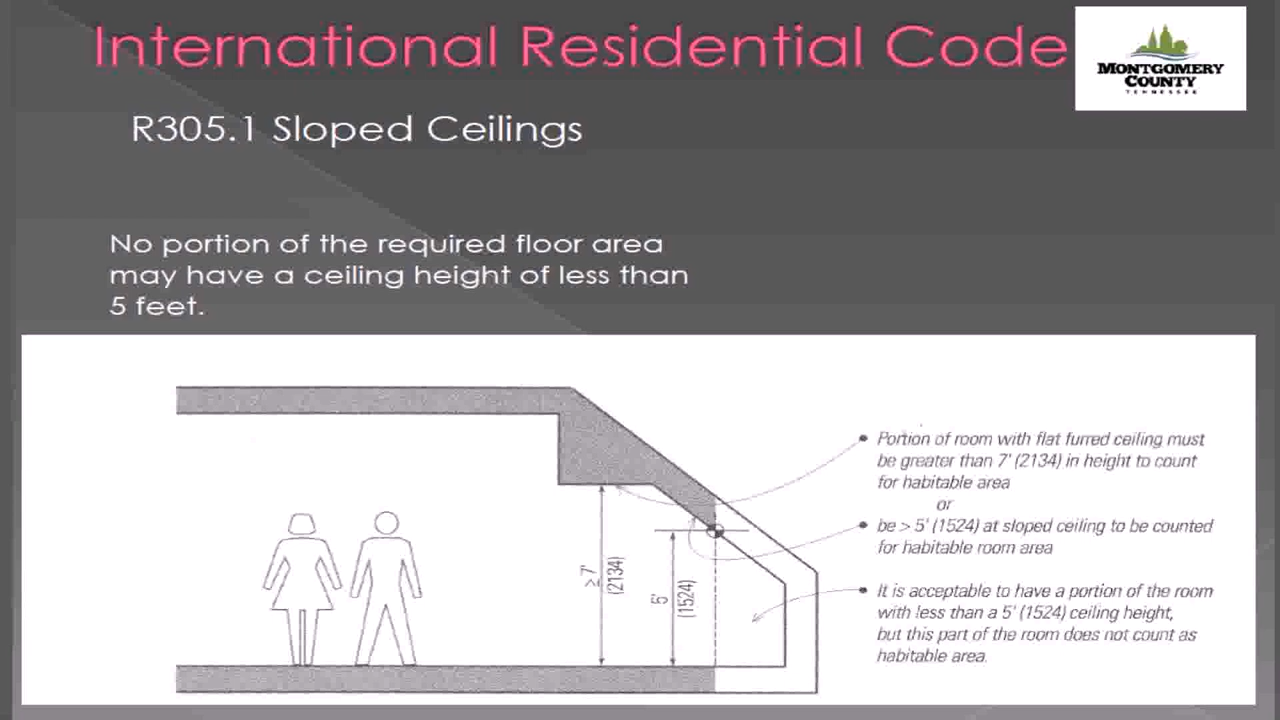 International Residential Code
MONTGOMERY
COUNTY
TENNESSEE
R305.1 Sloped Ceilings
No portion of the required floor area
may have a ceiling height of less than
5 feet.
Portion of room with flat furred ceiling must
be greater than 7' (2134) in height to count
for habitable area
or
be > 5' (1524) at sloped ceiling to be counted
for habitable room area
It is acceptable to have a portion of the room
with less than a 5' (1524) ceiling height,
but this part of the room does not count as
habitable area.
≥ 7'
(2134)
5'
(1524)